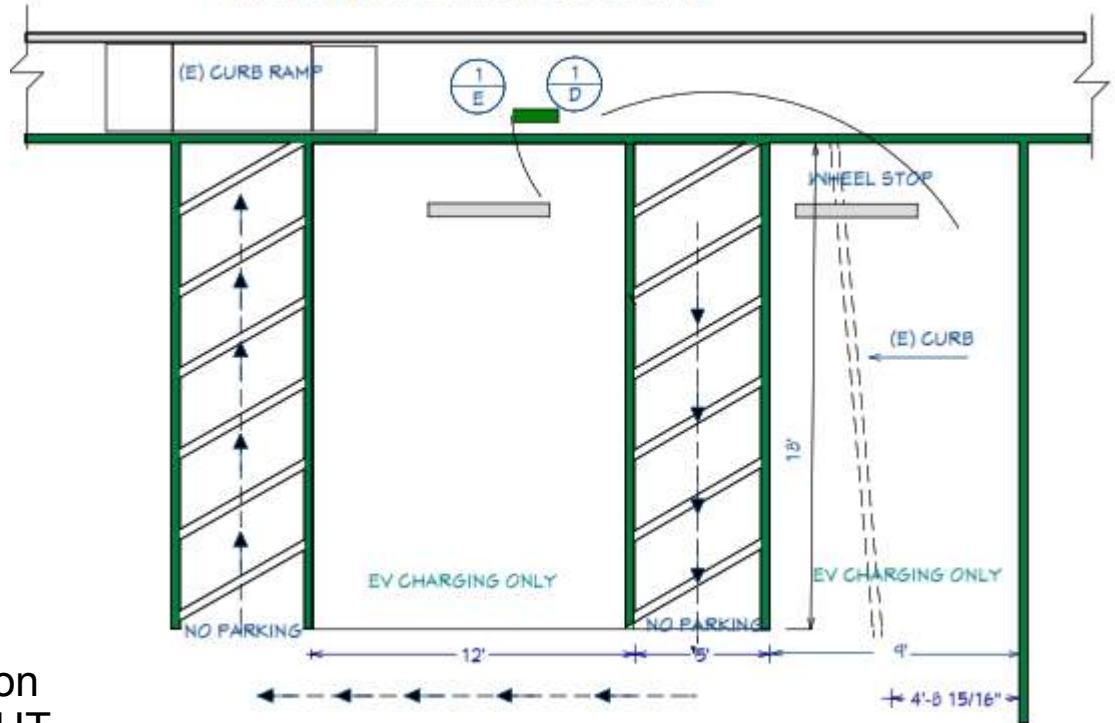 (E) CURB RAMP
1
E
1
D
WHEEL STOP
(E) CURB
18'
EV CHARGING ONLY
EV CHARGING ONLY
NO PARKING
NO PARKING
12'
5'
9'
4'-8 15/16"
on